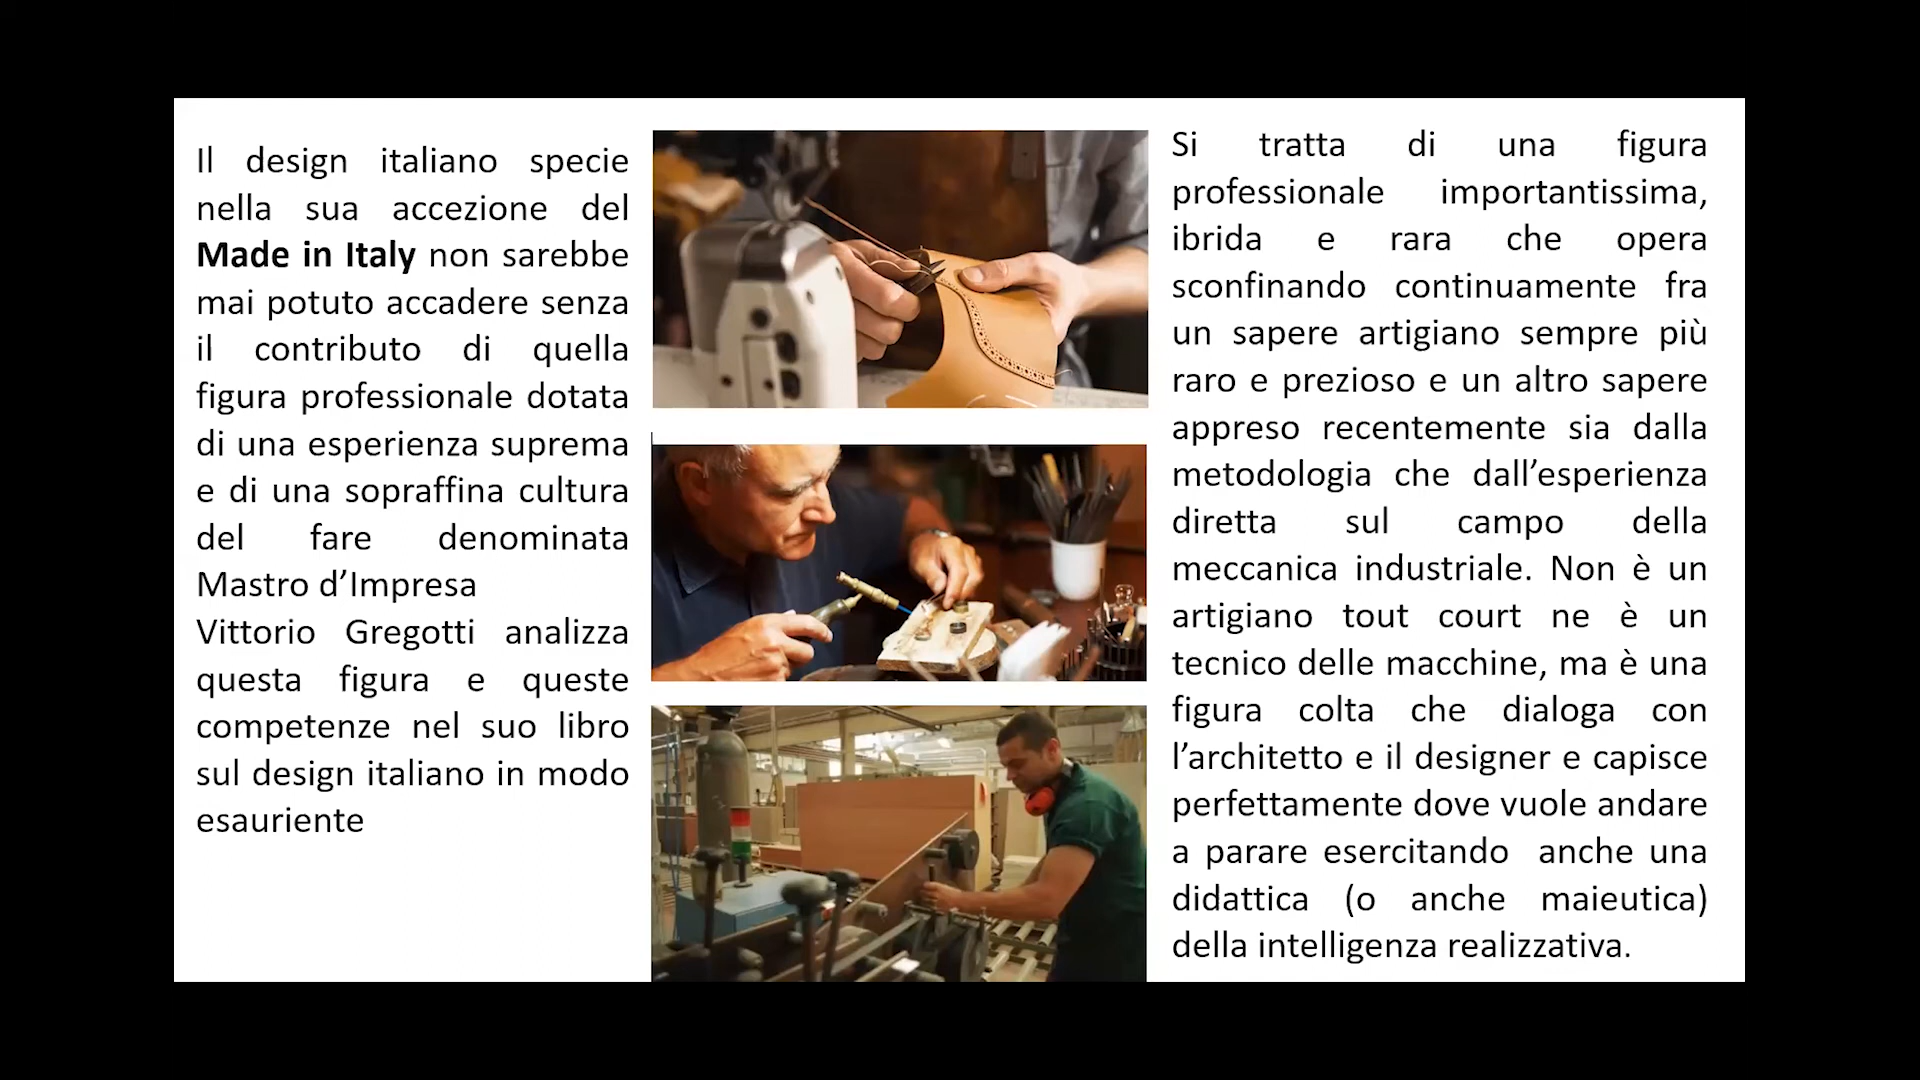 Il design italiano specie
nella sua accezione del
Made in Italy non sarebbe
mai potuto accadere senza
il contributo di quella
figura professionale dotata
di una esperienza suprema
e di una sopraffina cultura
del fare denominata
Mastro d’Impresa
Vittorio Gregotti analizza
questa figura e queste
competenze nel suo libro
sul design italiano in modo
esauriente
Si tratta di una figura
professionale importantissima,
ibrida e rara che opera
sconfinando continuamente fra
un sapere artigiano sempre più
raro e prezioso e un altro sapere
appreso recentemente sia dalla
metodologia che dall’esperienza
diretta sul campo della
meccanica industriale. Non è un
artigiano tout court ne è un
tecnico delle macchine, ma è una
figura colta che dialoga con
l’architetto e il designer e capisce
perfettamente dove vuole andare
a parare esercitando anche una
didattica (o anche maieutica)
della intelligenza realizzativa.